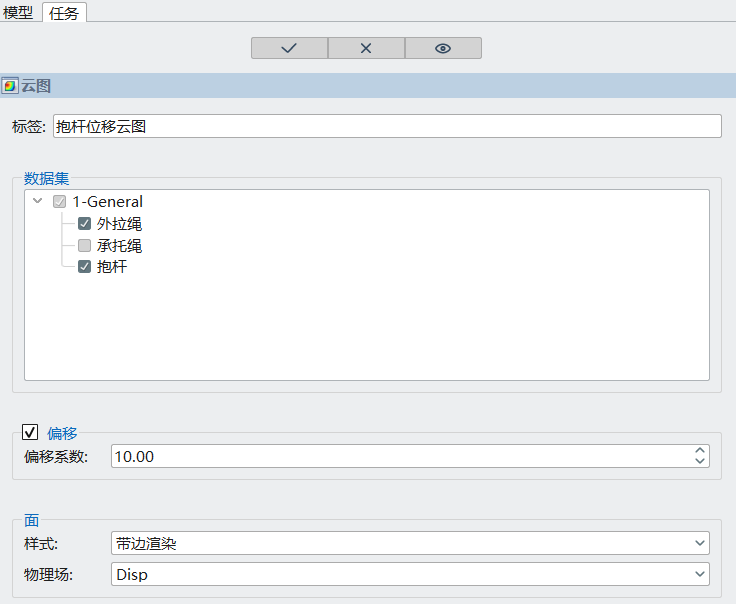 模型 任务
云图
标签: 抱杆位移云图
数据集
1-General
外拉绳
承托绳
抱杆
偏移
偏移系数: 10.00
面
样式: 带边渲染
物理场: Disp